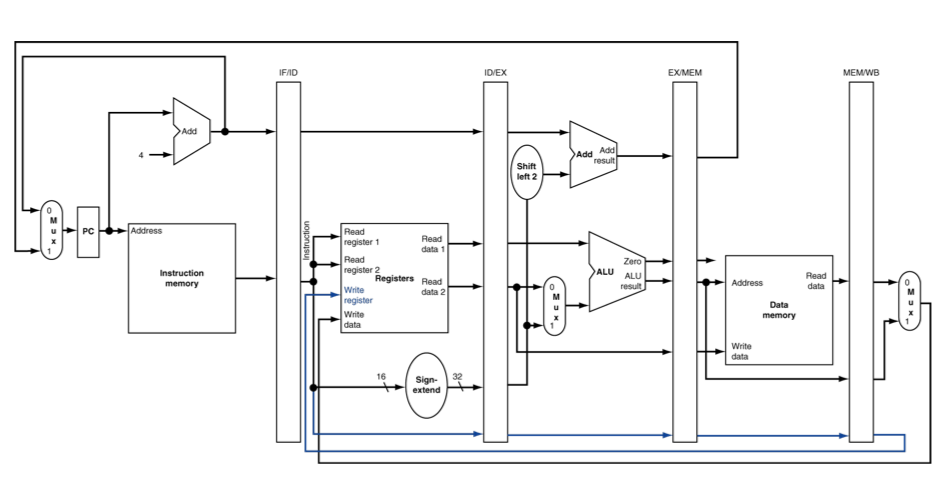 IF/ID
ID/EX
EX/MEM
MEM/WB
Add
4
0
M
u
x
1
PC
Address
Instruction
memory
Instruction
Read
register 1
Read
register 2
Registers
Write
register
Write
data
Read
data 1
Read
data 2
16
Sign-
extend
32
Shift
left 2
Add
Add
result
0
M
u
x
1
ALU
Zero
ALU
result
Address
Data
memory
Write
data
Read
data
0
M
u
x
1